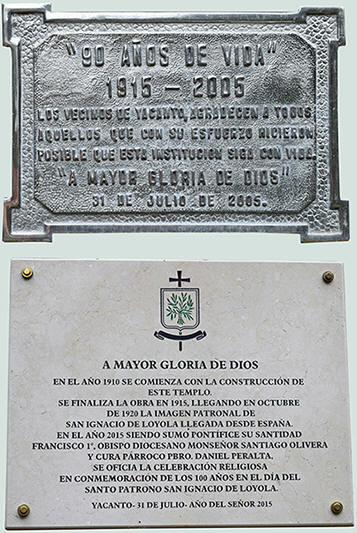 "90 AÑOS DE VIDA"
1915 - 2005
LOS VECINOS DE YACANTO, AGRADECEN A TODOS
AQUELLOS QUE CON SU ESFUERZO HICIERON
POSIBLE QUE ESTA INSTITUCION SIGA CON VIDA.
"A MAYOR GLORIA DE DIOS"
31 DE JULIO DE 2005.
A MAYOR GLORIA DE DIOS
EN EL AÑO 1910 SE COMIENZA CON LA CONSTRUCCIÓN DE
ESTE TEMPLO.
SE FINALIZA LA OBRA EN 1915, LLEGANDO EN OCTUBRE
DE 1920 LA IMAGEN PATRONAL DE
SAN IGNACIO DE LOYOLA LLEGADA DESDE ESPAÑA.
EN EL AÑO 2015 SIENDO SUMO PONTÍFICE SU SANTIDAD
FRANCISCO 1º, OBISPO DIOCESANO MONSEÑOR SANTIAGO OLIVERA
Y CURA PÁRROCO PBRO. DANIEL PERALTA,
SE OFICIA LA CELEBRACIÓN RELIGIOSA
EN CONMEMORACIÓN DE LOS 100 AÑOS EN EL DÍA DEL
SANTO PATRONO SAN IGNACIO DE LOYOLA.
YACANTO- 31 DE JULIO- AÑO DEL SEÑOR 2015